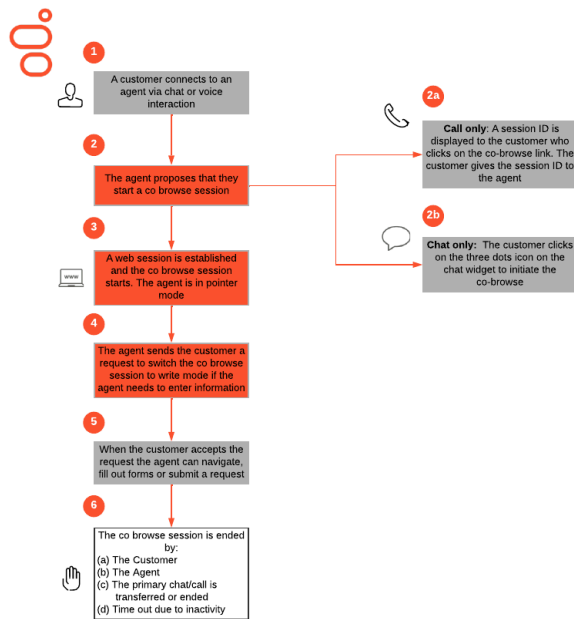 1
A customer connects to an
agent via chat or voice
interaction
2
The agent proposes that they
start a co browse session
2a
Call only: A session ID is
displayed to the customer who
clicks on the co-browse link. The
customer gives the session ID to
the agent
2b
Chat only: The customer clicks
on the three dots icon on the
chat widget to initiate the
co-browse
3
www
A web session is established
and the co browse session
starts. The agent is in pointer
mode
4
The agent sends the customer a
request to switch the co browse
session to write mode if the
agent needs to enter information
5
When the customer accepts the
request the agent can navigate,
fill out forms or submit a request
6
The co browse session is ended
by:
(a) The Customer
(b) The Agent
(c) The primary chat/call is
transferred or ended
(d) Time out due to inactivity